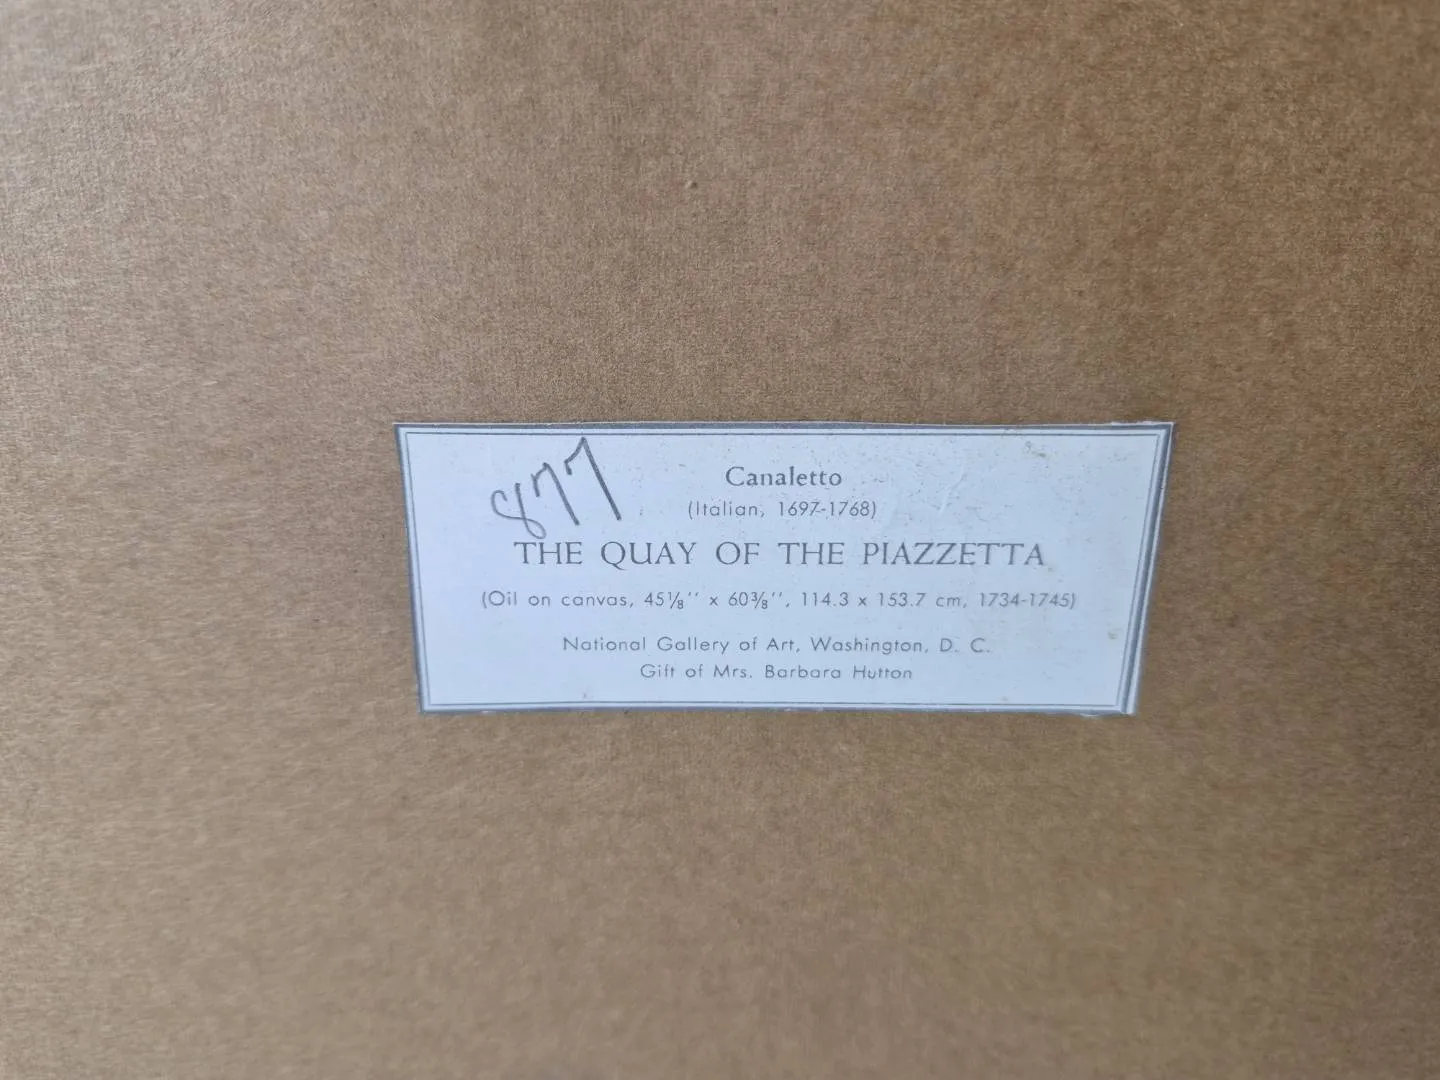 877
Canaletto
(Italian, 1697-1768)
THE QUAY OF THE PIAZZETTA
(Oil on canvas, 45⅛'' x 60⅜'', 114.3 x 153.7 cm, 1734-1745)
National Gallery of Art, Washington, D. C.
Gift of Mrs. Barbara Hutton